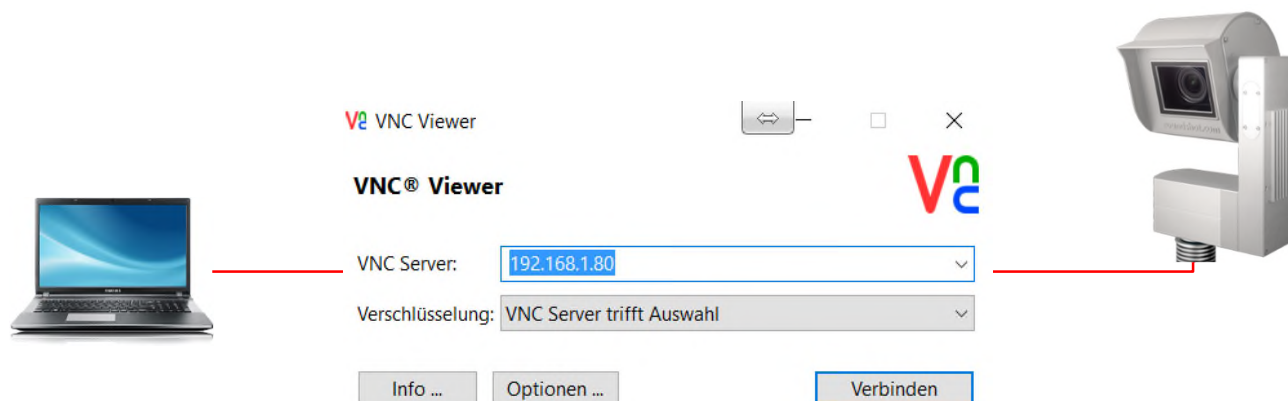 VNC Viewer
VNC® Viewer
VNC Server: 192.168.1.80
Verschlüsselung: VNC Server trifft Auswahl
Info ...
Optionen ...
Verbinden